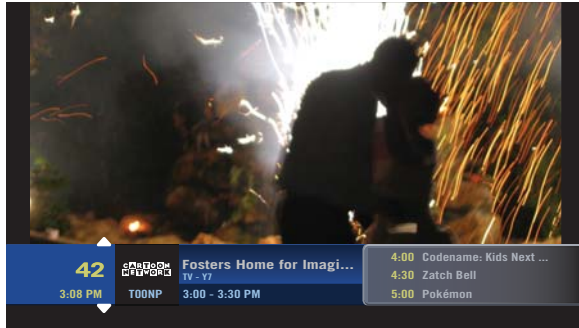 42
3:08 PM
CARTOON
NETWORK
TOONP
Fosters Home for Imagi...
TV - Y7
3:00 - 3:30 PM
4:00 Codename: Kids Next ...
4:30 Zatch Bell
5:00 Pokémon